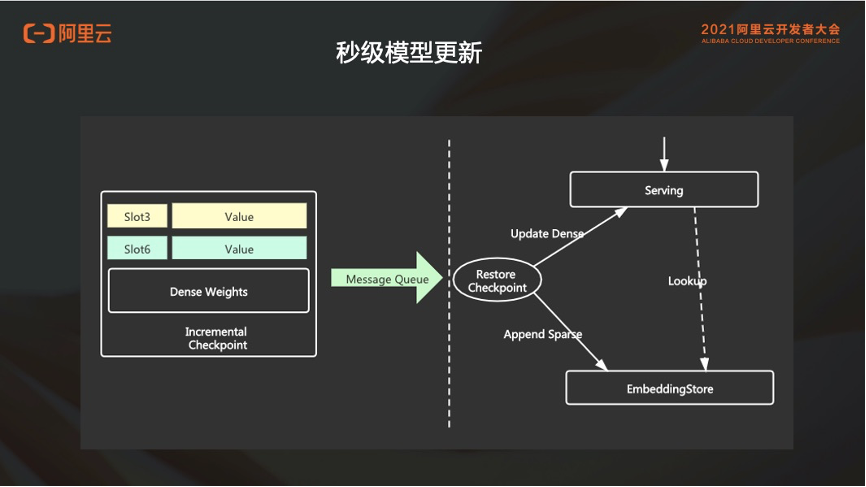 阿里云
2021阿里云开发者大会
ALIBABA CLOUD DEVELOPER CONFERENCE
秒级模型更新
Slot3
Value
Slot6
Value
Dense Weights
Incremental
Checkpoint
Message Queue
Restore
Checkpoint
Update Dense
Append Sparse
Serving
Lookup
EmbeddingStore